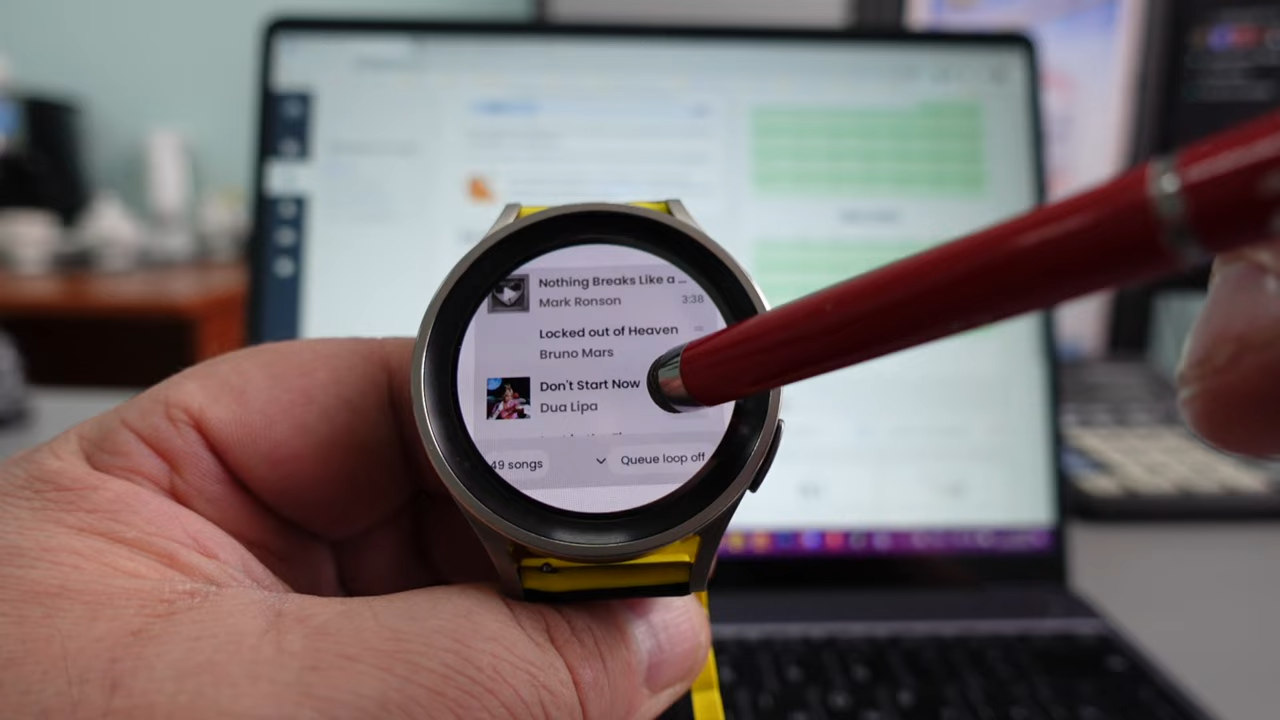 Nothing Breaks Like a ...
Mark Ronson
3:38
Locked out of Heaven
Bruno Mars
Don't Start Now
Dua Lipa
49 songs
Queue loop off